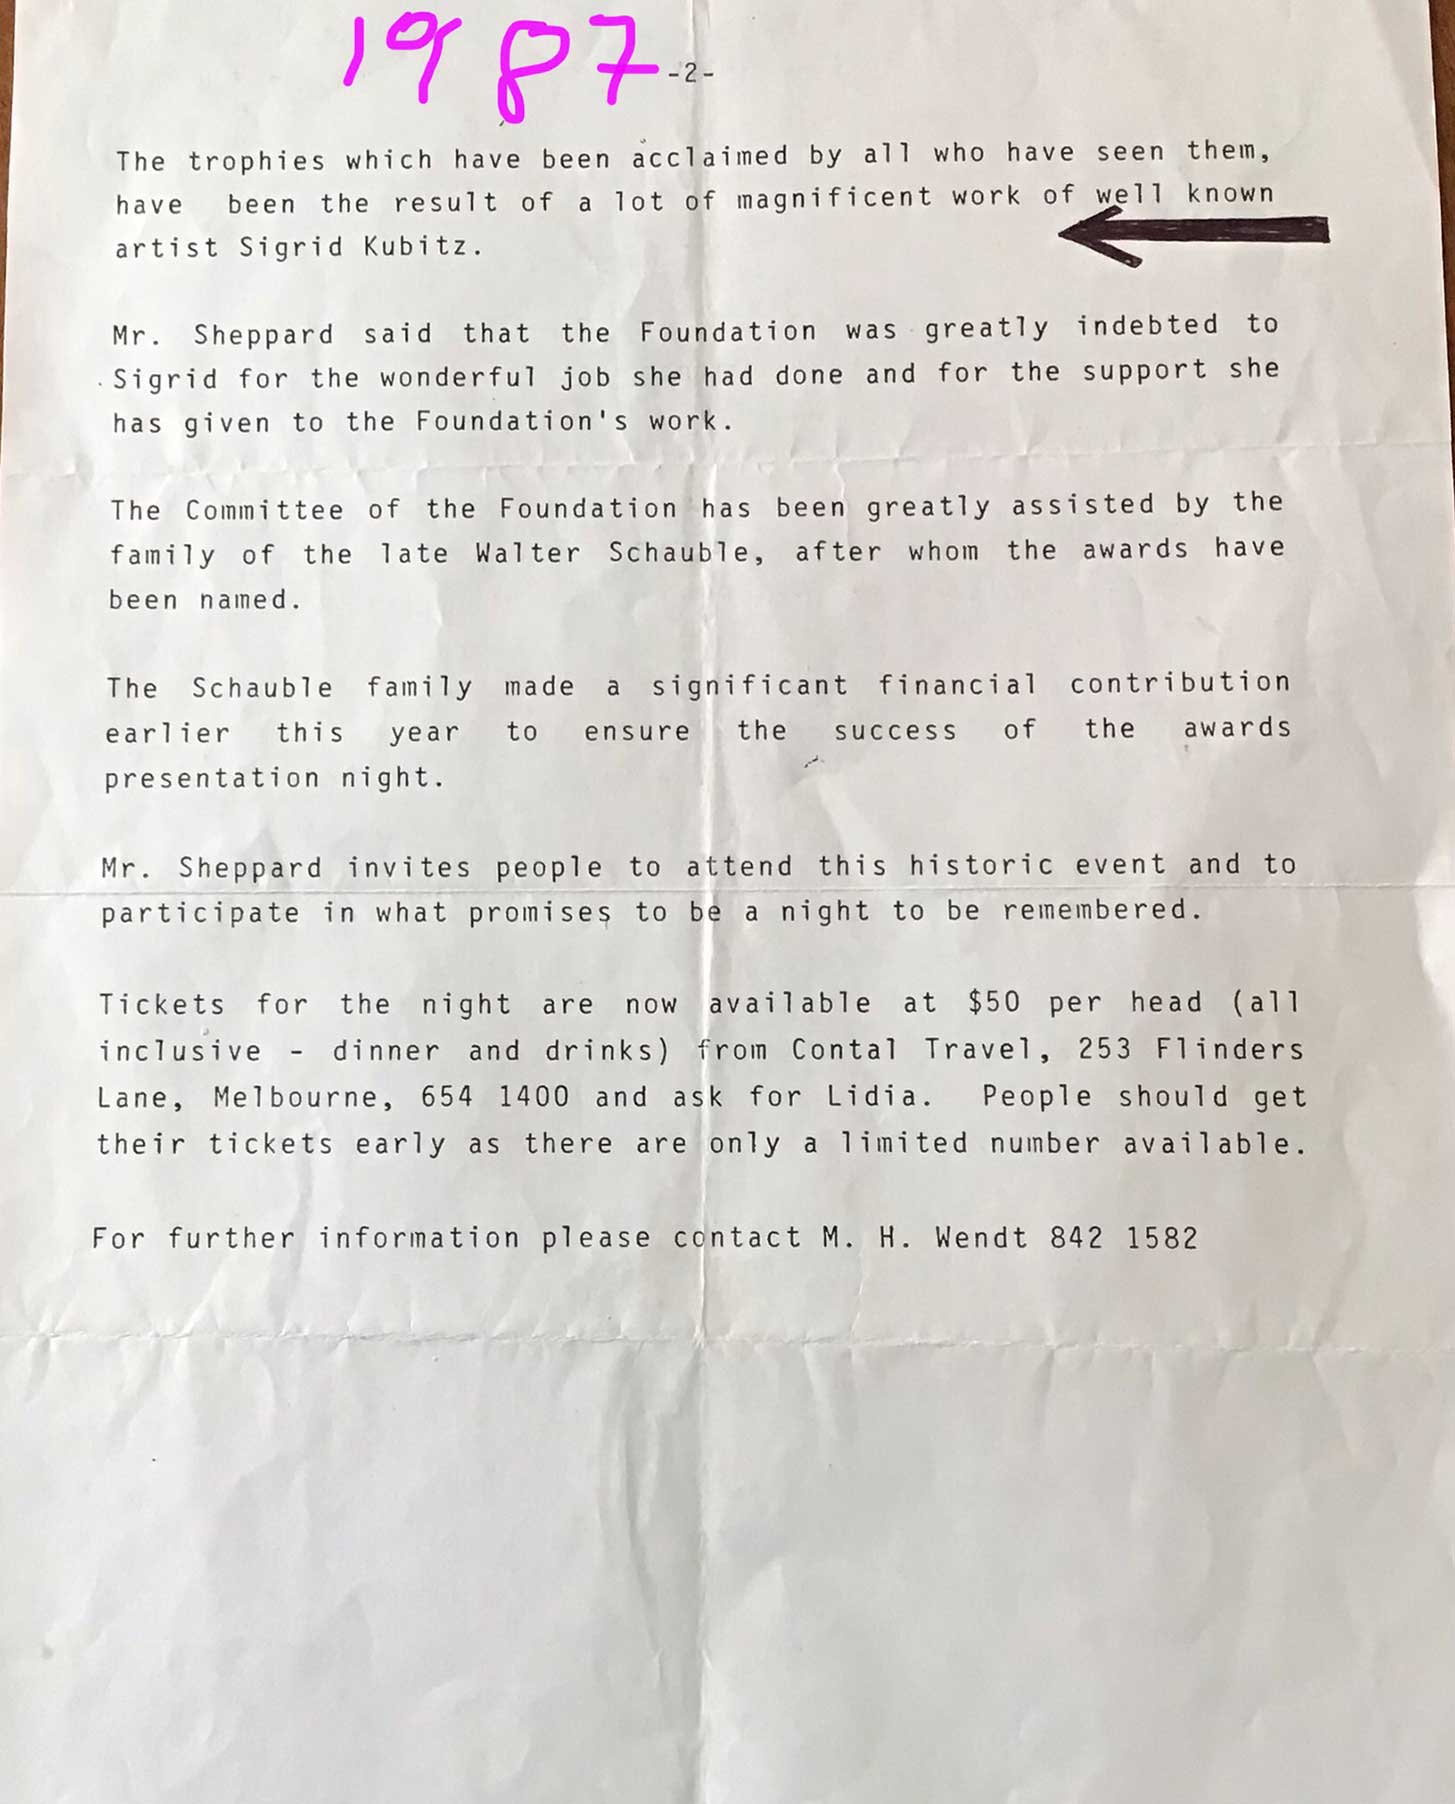 1987
-2-
The trophies which have been acclaimed by all who have seen them,
have been the result of a lot of magnificent work of well known
artist Sigrid Kubitz.
Mr. Sheppard said that the Foundation was greatly indebted to
Sigrid for the wonderful job she had done and for the support she
has given to the Foundation's work.
The Committee of the Foundation has been greatly assisted by the
family of the late Walter Schauble, after whom the awards have
been named.
The Schauble family made a significant financial contribution
earlier this year to ensure the success of the awards
presentation night.
Mr. Sheppard invites people to attend this historic event and to
participate in what promises to be a night to be remembered.
Tickets for the night are now available at $50 per head (all
inclusive - dinner and drinks) from Contal Travel, 253 Flinders
Lane, Melbourne, 654 1400 and ask for Lidia. People should get
their tickets early as there are only a limited number available.
For further information please contact M. H. Wendt 842 1582